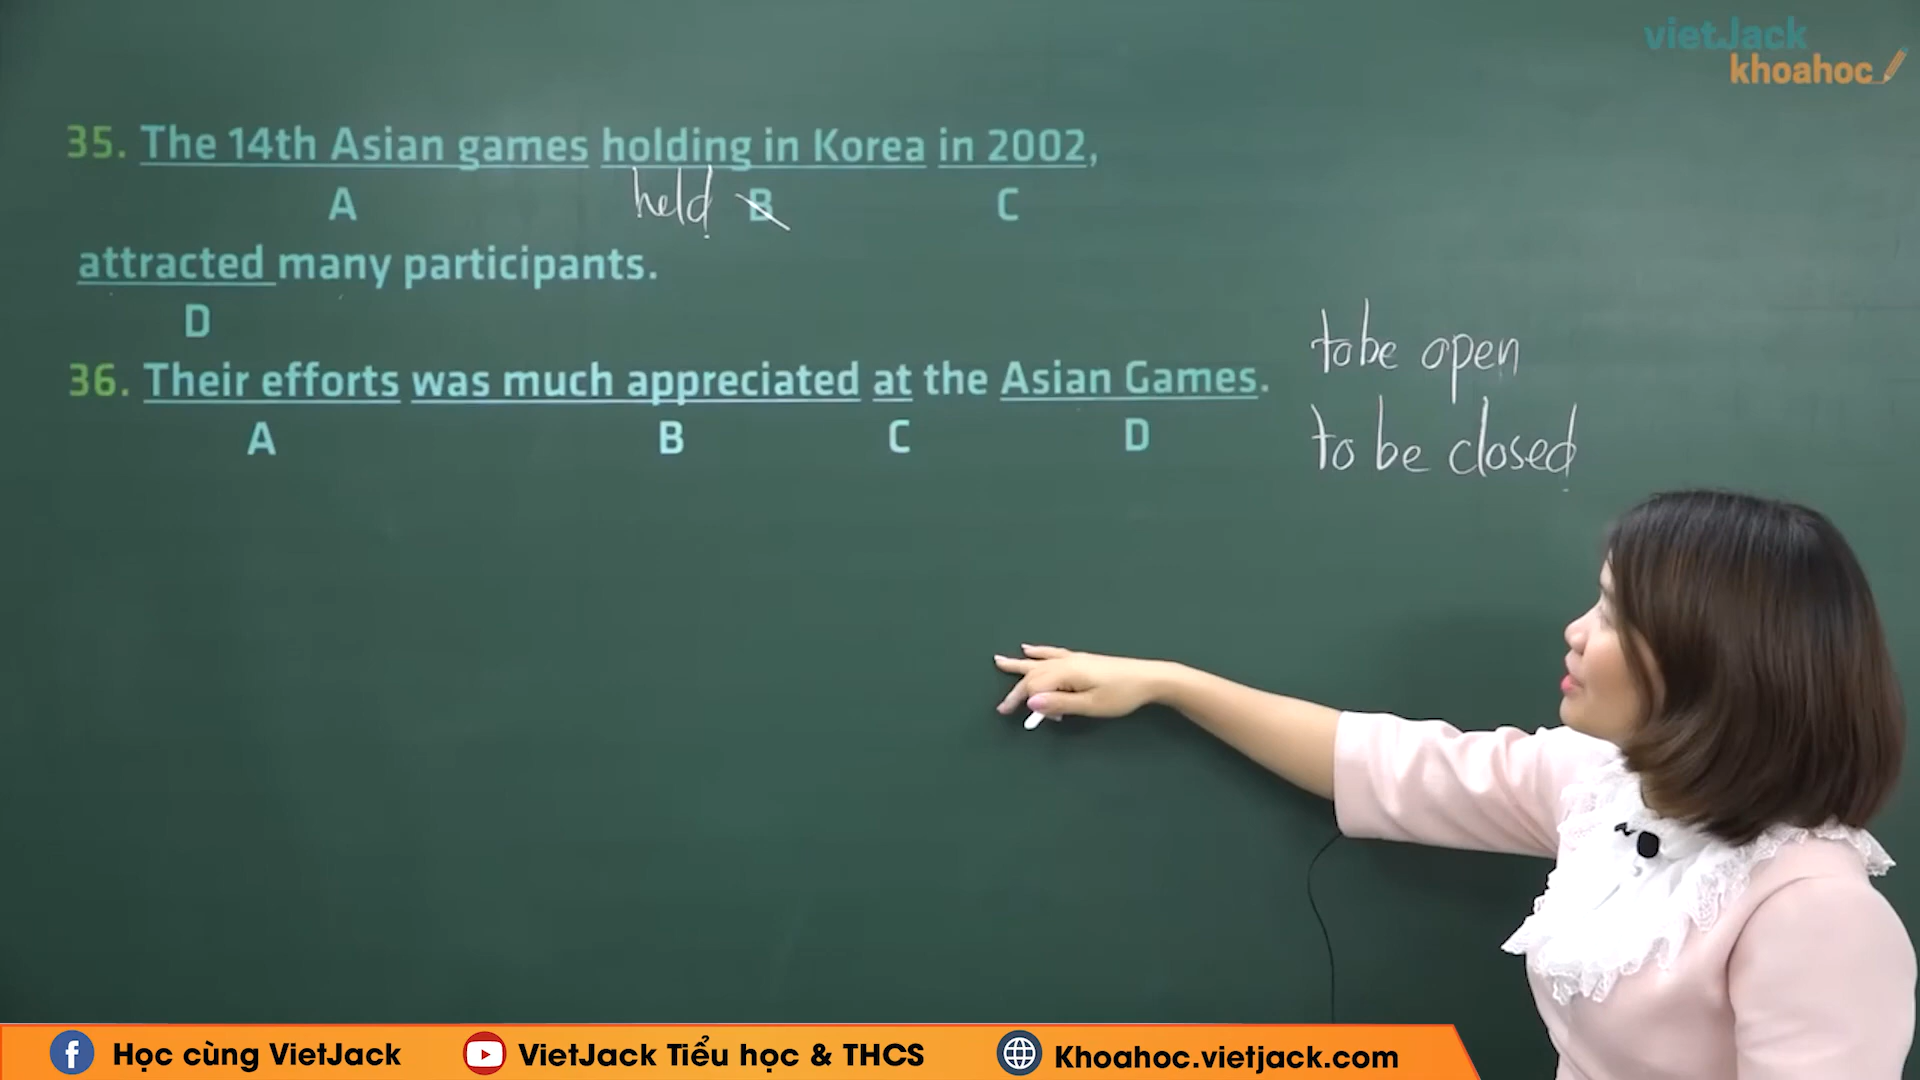 vietJack
khoahoc
35. The 14th Asian games holding in Korea in 2002,
held
A B C
attracted many participants.
D
36. Their efforts was much appreciated at the Asian Games.
A B C D
to be open
to be closed
Học cùng VietJack
VietJack Tiểu học & THCS
Khoahoc.vietjack.com